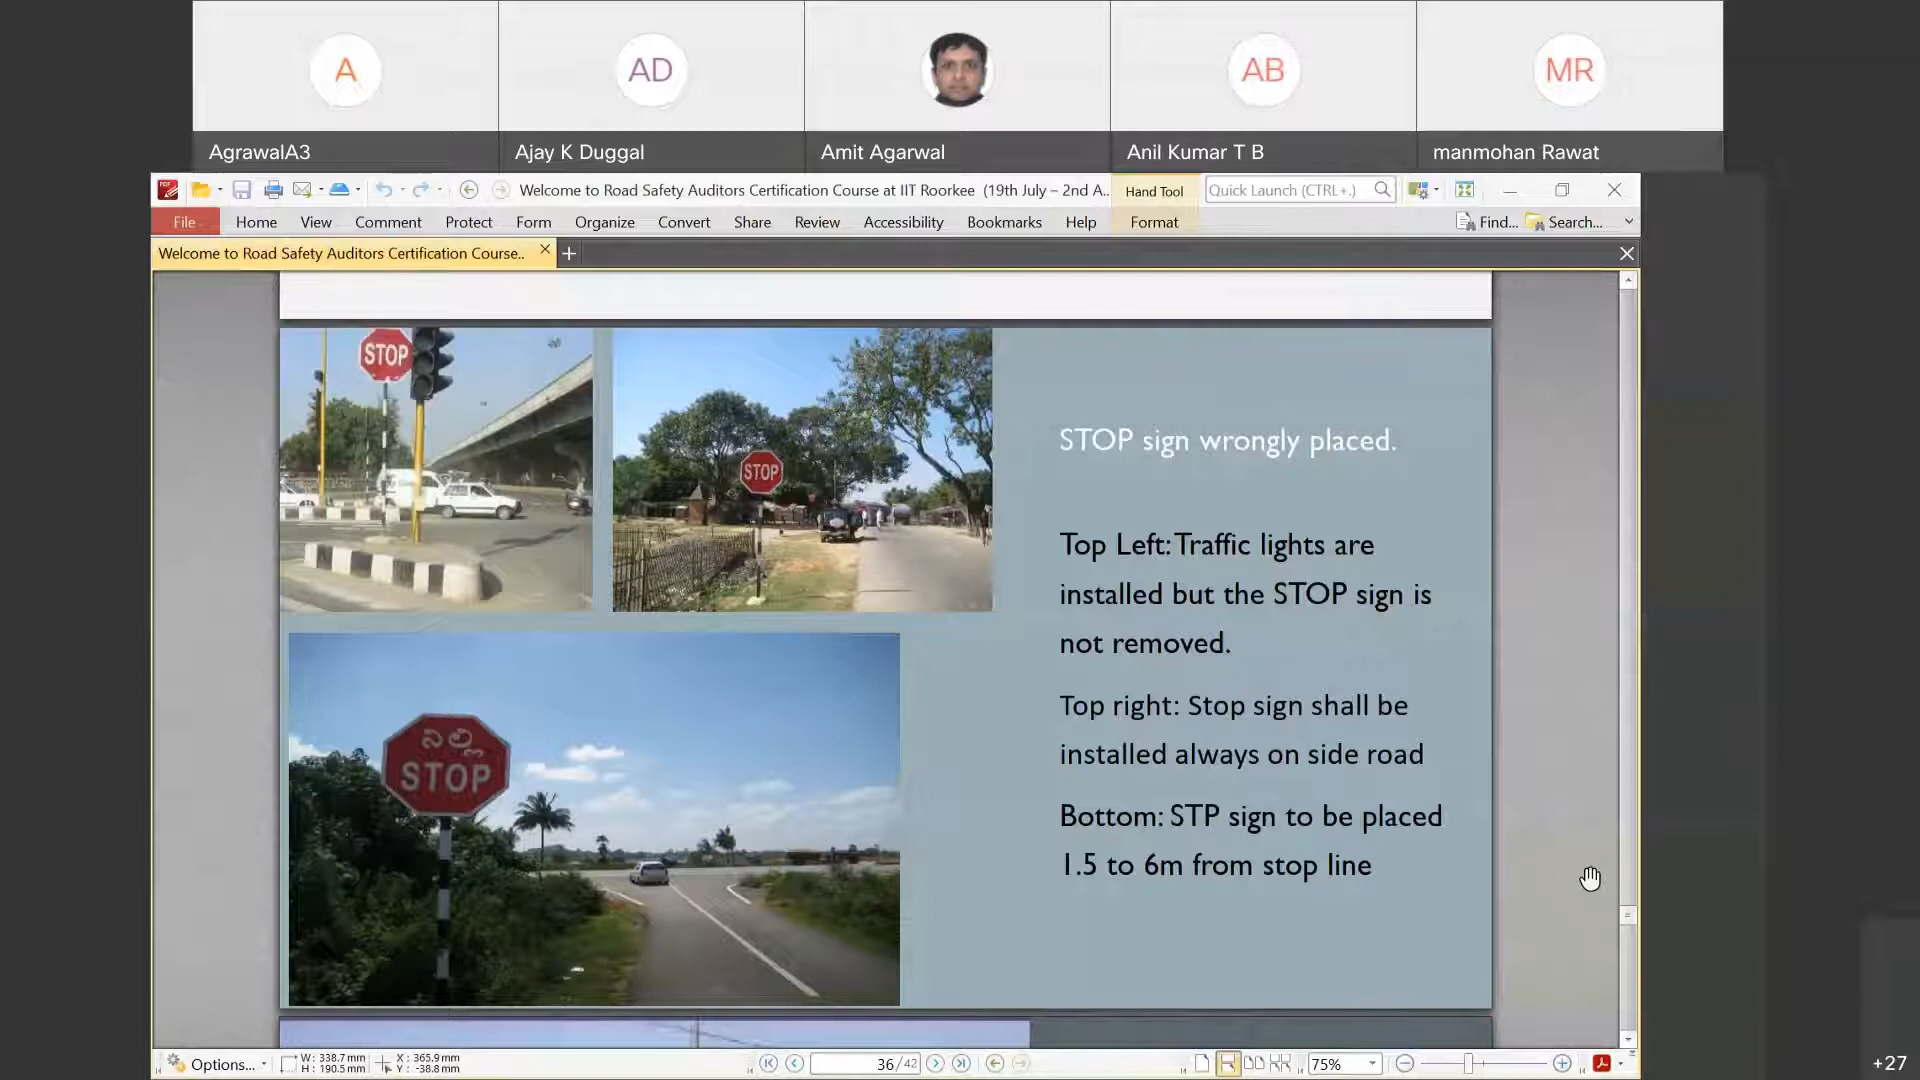 A
AD
AB
MR
AgrawalA3
Ajay K Duggal
Amit Agarwal
Anil Kumar T B
manmohan Rawat
Welcome to Road Safety Auditors Certification Course at IIT Roorkee (19th July – 2nd A...
Hand Tool
Quick Launch (CTRL+.)
File
Home
View
Comment
Protect
Form
Organize
Convert
Share
Review
Accessibility
Bookmarks
Help
Format
Find...
Search...
Welcome to Road Safety Auditors Certification Course..
STOP
STOP
STOP sign wrongly placed.
Top Left: Traffic lights are
installed but the STOP sign is
not removed.
Top right: Stop sign shall be
installed always on side road
Bottom: STP sign to be placed
1.5 to 6m from stop line
ನಿಲ್ಲಿ
STOP
Options...
W: 338.7 mm
H: 190.5 mm
X: 365.9 mm
Y: -38.8 mm
36 / 42
75%
+27